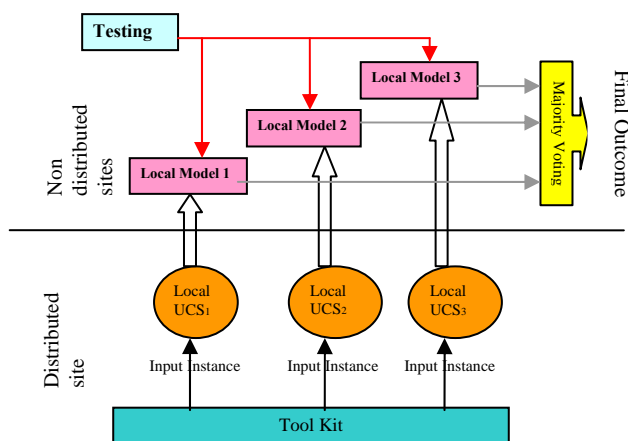 Testing
Local Model 3
Local Model 2
Local Model 1
Majority Voting
Final Outcome
Non
distributed
sites
Local
UCS1
Local
UCS2
Local
UCS3
Distributed
site
Input Instance
Input Instance
Input Instance
Tool Kit